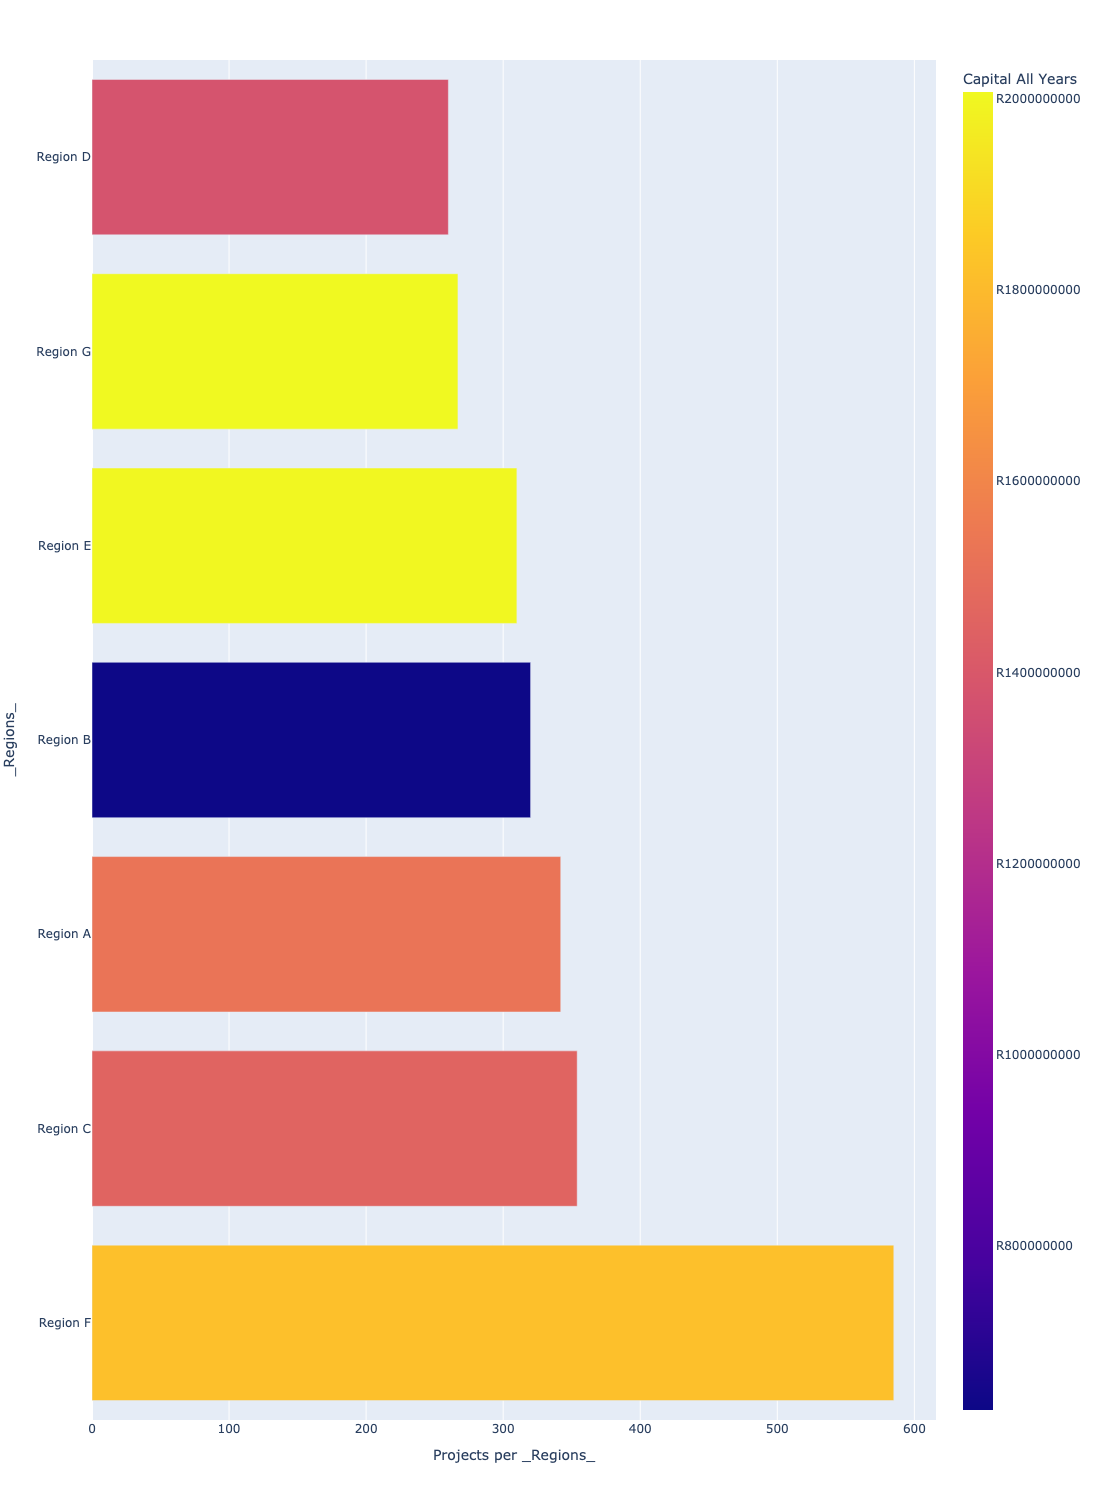 Capital All Years
R2000000000
R1800000000
R1600000000
R1400000000
R1200000000
R1000000000
R800000000
_Regions_
Region D
Region G
Region E
Region B
Region A
Region C
Region F
0 100 200 300 400 500 600
Projects per _Regions_